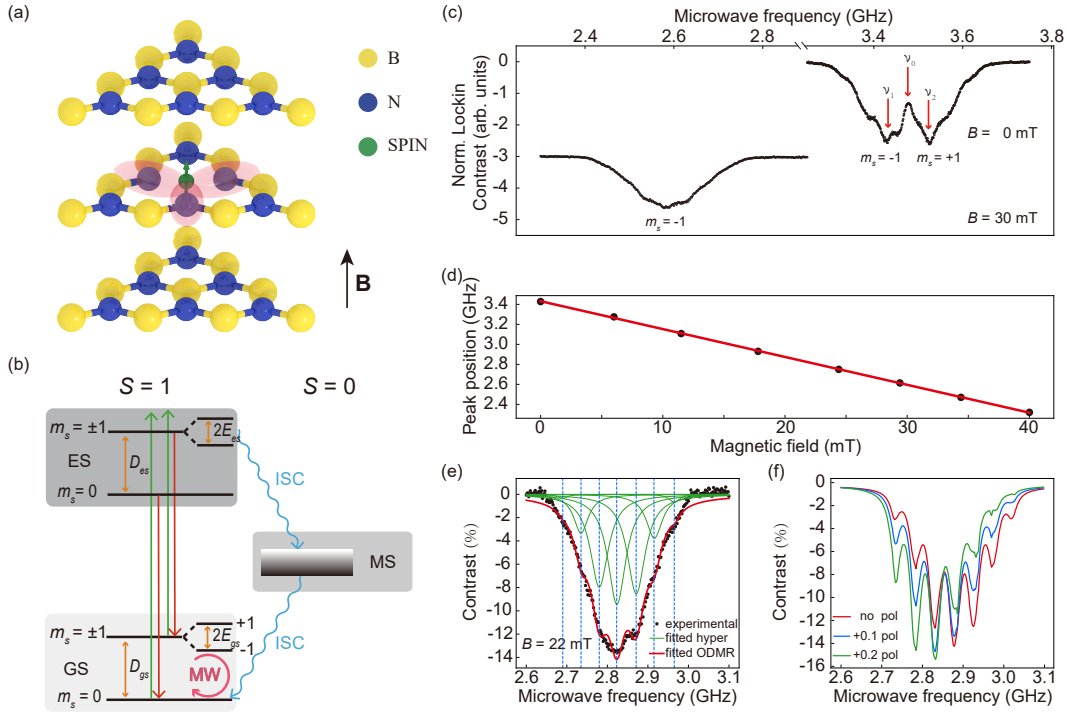 (a)
B
N
SPIN
B
(b)
S = 1
S = 0
m_s = ±1
2E_es
ES
D_es
m_s = 0
ISC
MS
ISC
m_s = ±1
+1
2E_gs
-1
GS
D_gs
MW
m_s = 0
(c)
Microwave frequency (GHz)
2.4
2.6
2.8
3.3
3.5
3.8
Norm. Lockin
Contrast (arb. units)
0
-1
-2
-3
-4
-5
ν_0
ν_1
ν_2
B = 0 mT
m_s = -1
m_s = +1
m_s = -1
B = 30 mT
(d)
Peak position (GHz)
3.4
3.2
3.0
2.8
2.6
2.4
0
10
20
30
40
Magnetic field (mT)
(e)
Contrast (%)
0
-2
-4
-6
-8
-10
-12
-14
B = 22 mT
experimental
fitted hyper
fitted ODMR
2.6
2.7
2.8
2.9
3.0
3.1
Microwave frequency (GHz)
(f)
Contrast (%)
0
-2
-4
-6
-8
-10
-12
-14
-16
no pol
+0.1 pol
+0.2 pol
2.6
2.7
2.8
2.9
3.0
3.1
Microwave frequency (GHz)